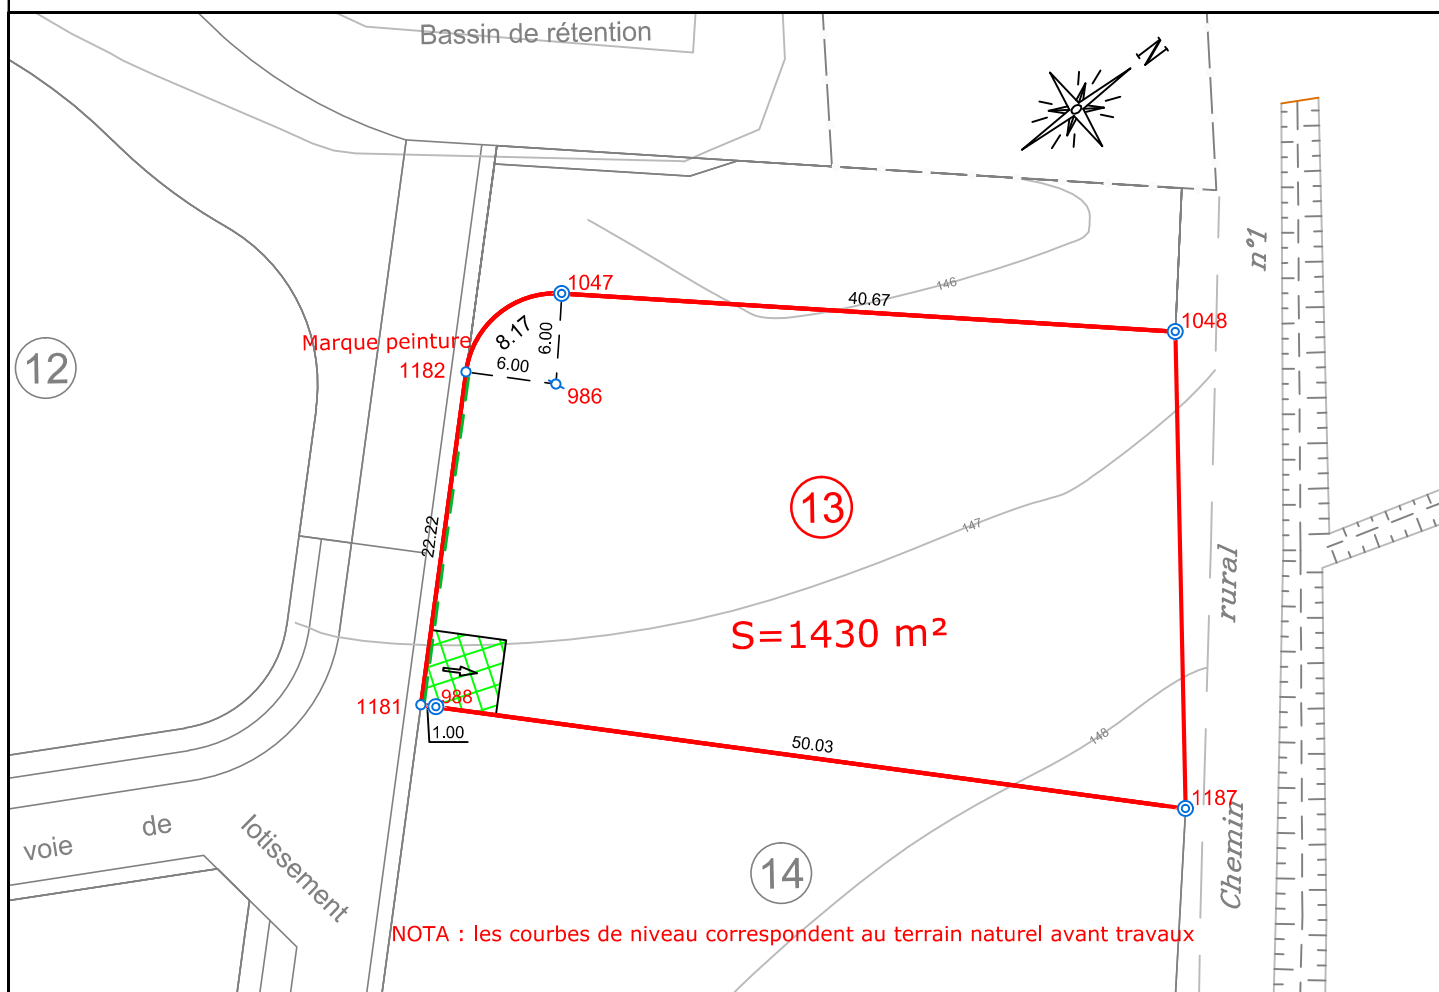 Bassin de rétention
N
n°1
146
1047
40.67
1048
8.17
6.00
Marque peinture
1182
6.00
986
12
13
147
22.22
rural
S=1430 m²
988
1181
1.00
50.03
148
1187
Chemin
voie de lotissement
14
NOTA : les courbes de niveau correspondent au terrain naturel avant travaux